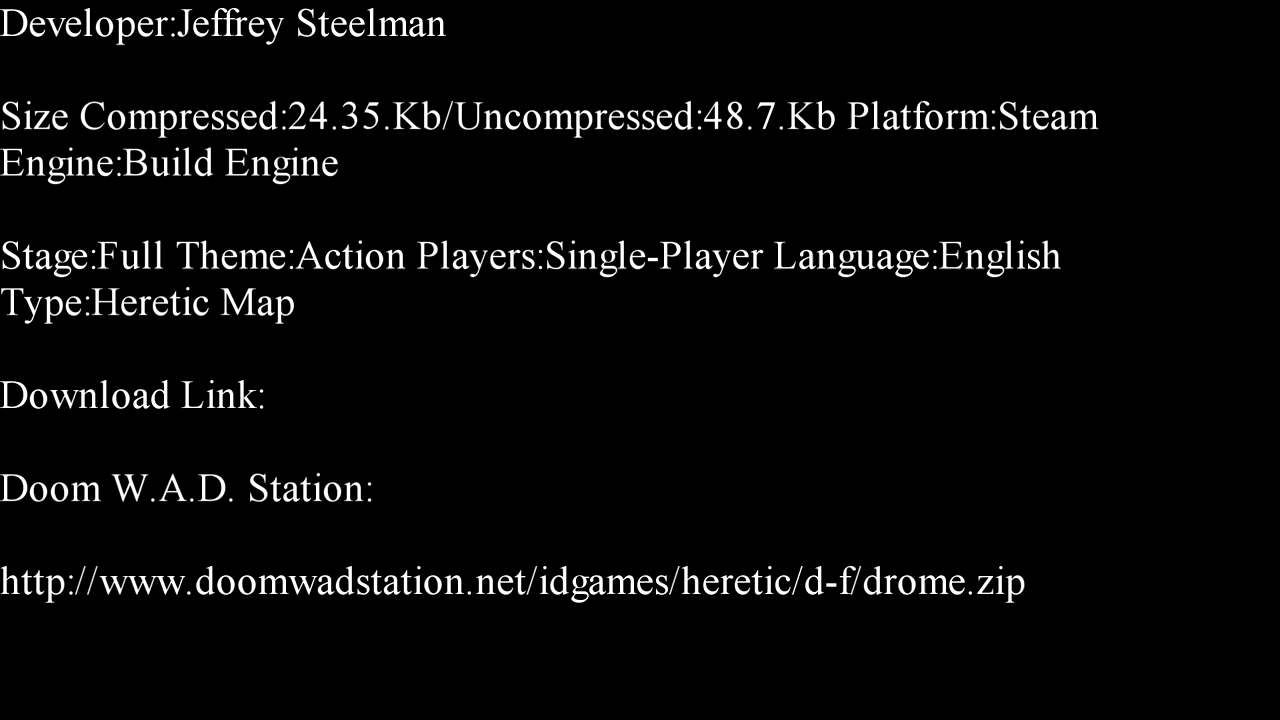 Developer:Jeffrey Steelman
Size Compressed:24.35.Kb/Uncompressed:48.7.Kb Platform:Steam
Engine:Build Engine
Stage:Full Theme:Action Players:Single-Player Language:English
Type:Heretic Map
Download Link:
Doom W.A.D. Station:
http://www.doomwadstation.net/idgames/heretic/d-f/drome.zip